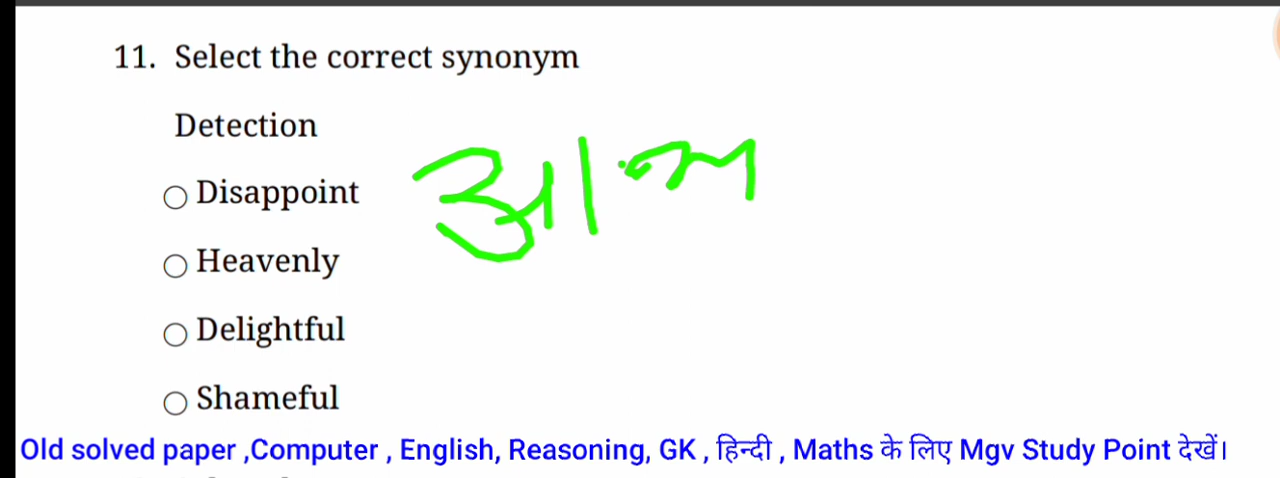 11. Select the correct synonym
Detection
Disappoint
Heavenly
Delightful
Shameful
Old solved paper ,Computer , English, Reasoning, GK , हिन्दी , Maths के लिए Mgv Study Point देखें।